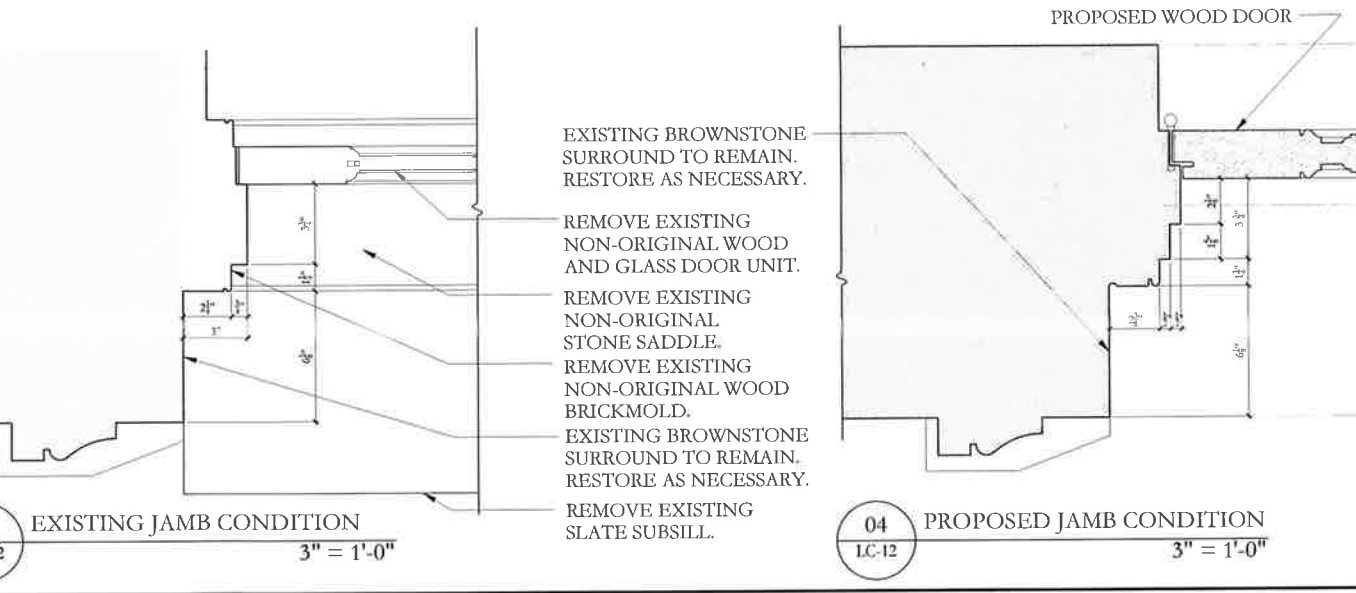 PROPOSED WOOD DOOR
EXISTING BROWNSTONE
SURROUND TO REMAIN.
RESTORE AS NECESSARY.
REMOVE EXISTING
NON-ORIGINAL WOOD
AND GLASS DOOR UNIT.
REMOVE EXISTING
NON-ORIGINAL
STONE SADDLE.
REMOVE EXISTING
NON-ORIGINAL WOOD
BRICKMOLD.
EXISTING BROWNSTONE
SURROUND TO REMAIN.
RESTORE AS NECESSARY.
REMOVE EXISTING
SLATE SUBSILL.
3"
EXISTING JAMB CONDITION
3" = 1'-0"
04
LC-12
PROPOSED JAMB CONDITION
3" = 1'-0"